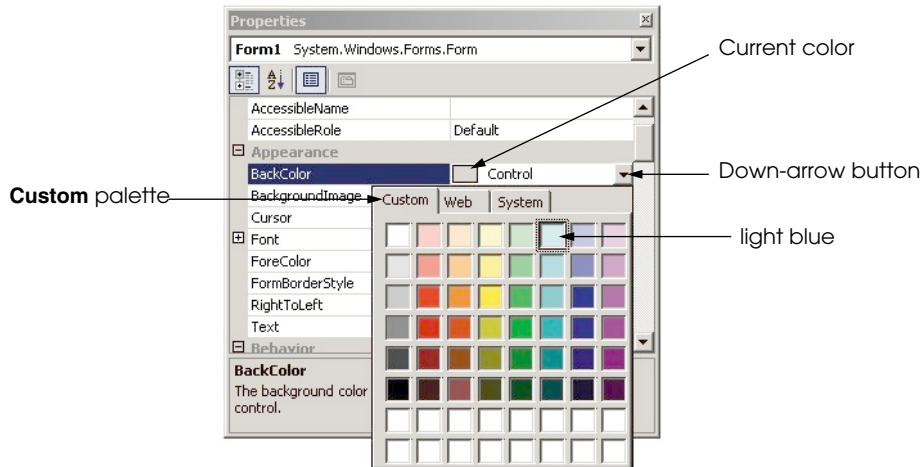 Properties
Form1 System.Windows.Forms.Form
Current color
AccessibleName
AccessibleRole Default
Appearance
BackColor Control
Down-arrow button
Custom palette
BackgroundImage
Custom Web System
Cursor
Font
light blue
ForeColor
FormBorderStyle
RightToLeft
Text
Behavior
BackColor
The background color
control.